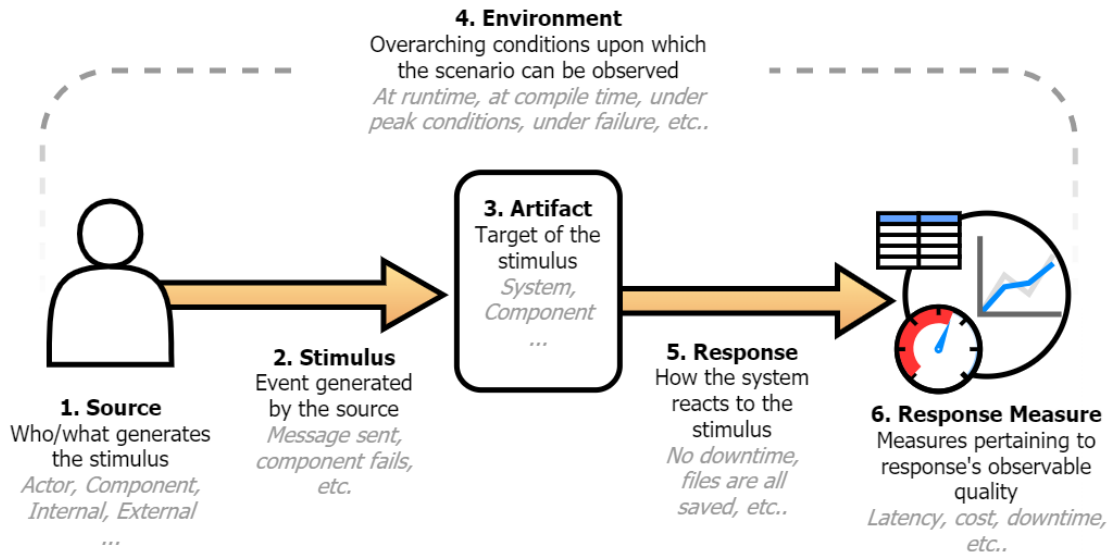 4. Environment
Overarching conditions upon which
the scenario can be observed
At runtime, at compile time, under
peak conditions, under failure, etc..
1. Source
Who/what generates
the stimulus
Actor, Component,
Internal, External
...
2. Stimulus
Event generated
by the source
Message sent,
component fails,
etc.
3. Artifact
Target of the
stimulus
System,
Component
...
5. Response
How the system
reacts to the
stimulus
No downtime,
files are all
saved, etc..
6. Response Measure
Measures pertaining to
response's observable
quality
Latency, cost, downtime,
etc..